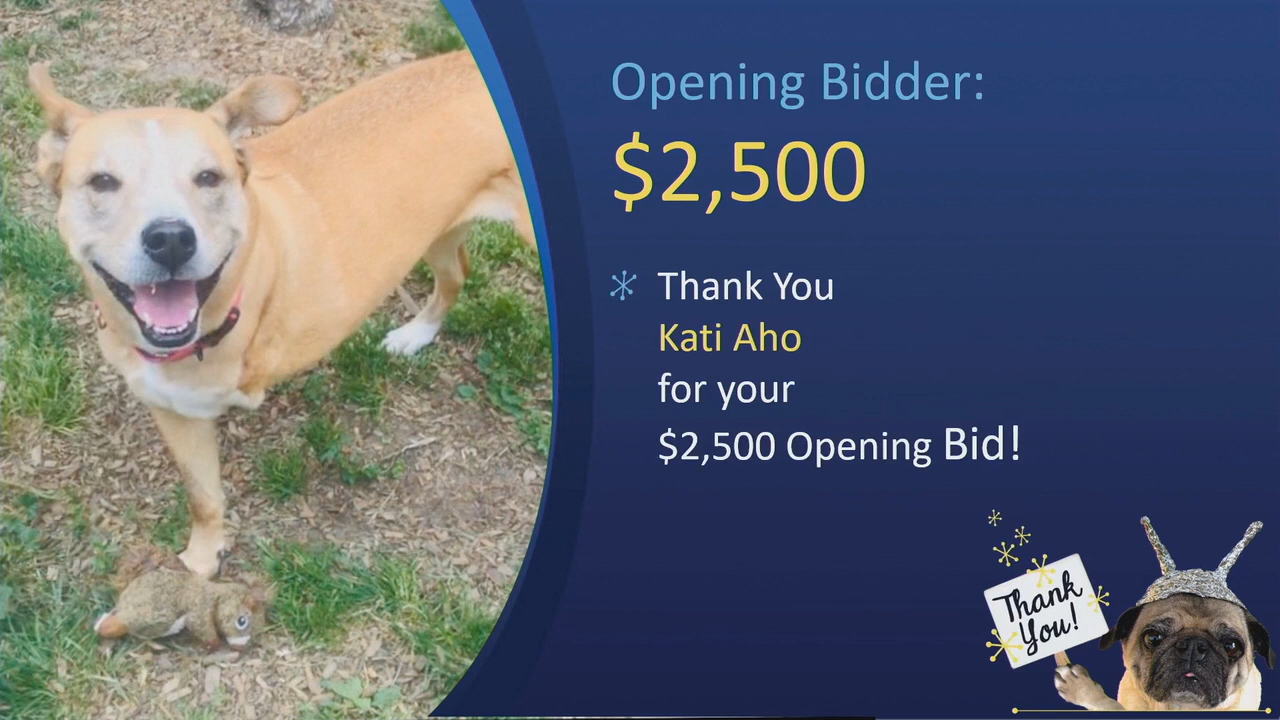 Opening Bidder:
$2,500
Thank You
Kati Aho
for your
$2,500 Opening Bid!
Thank
You!